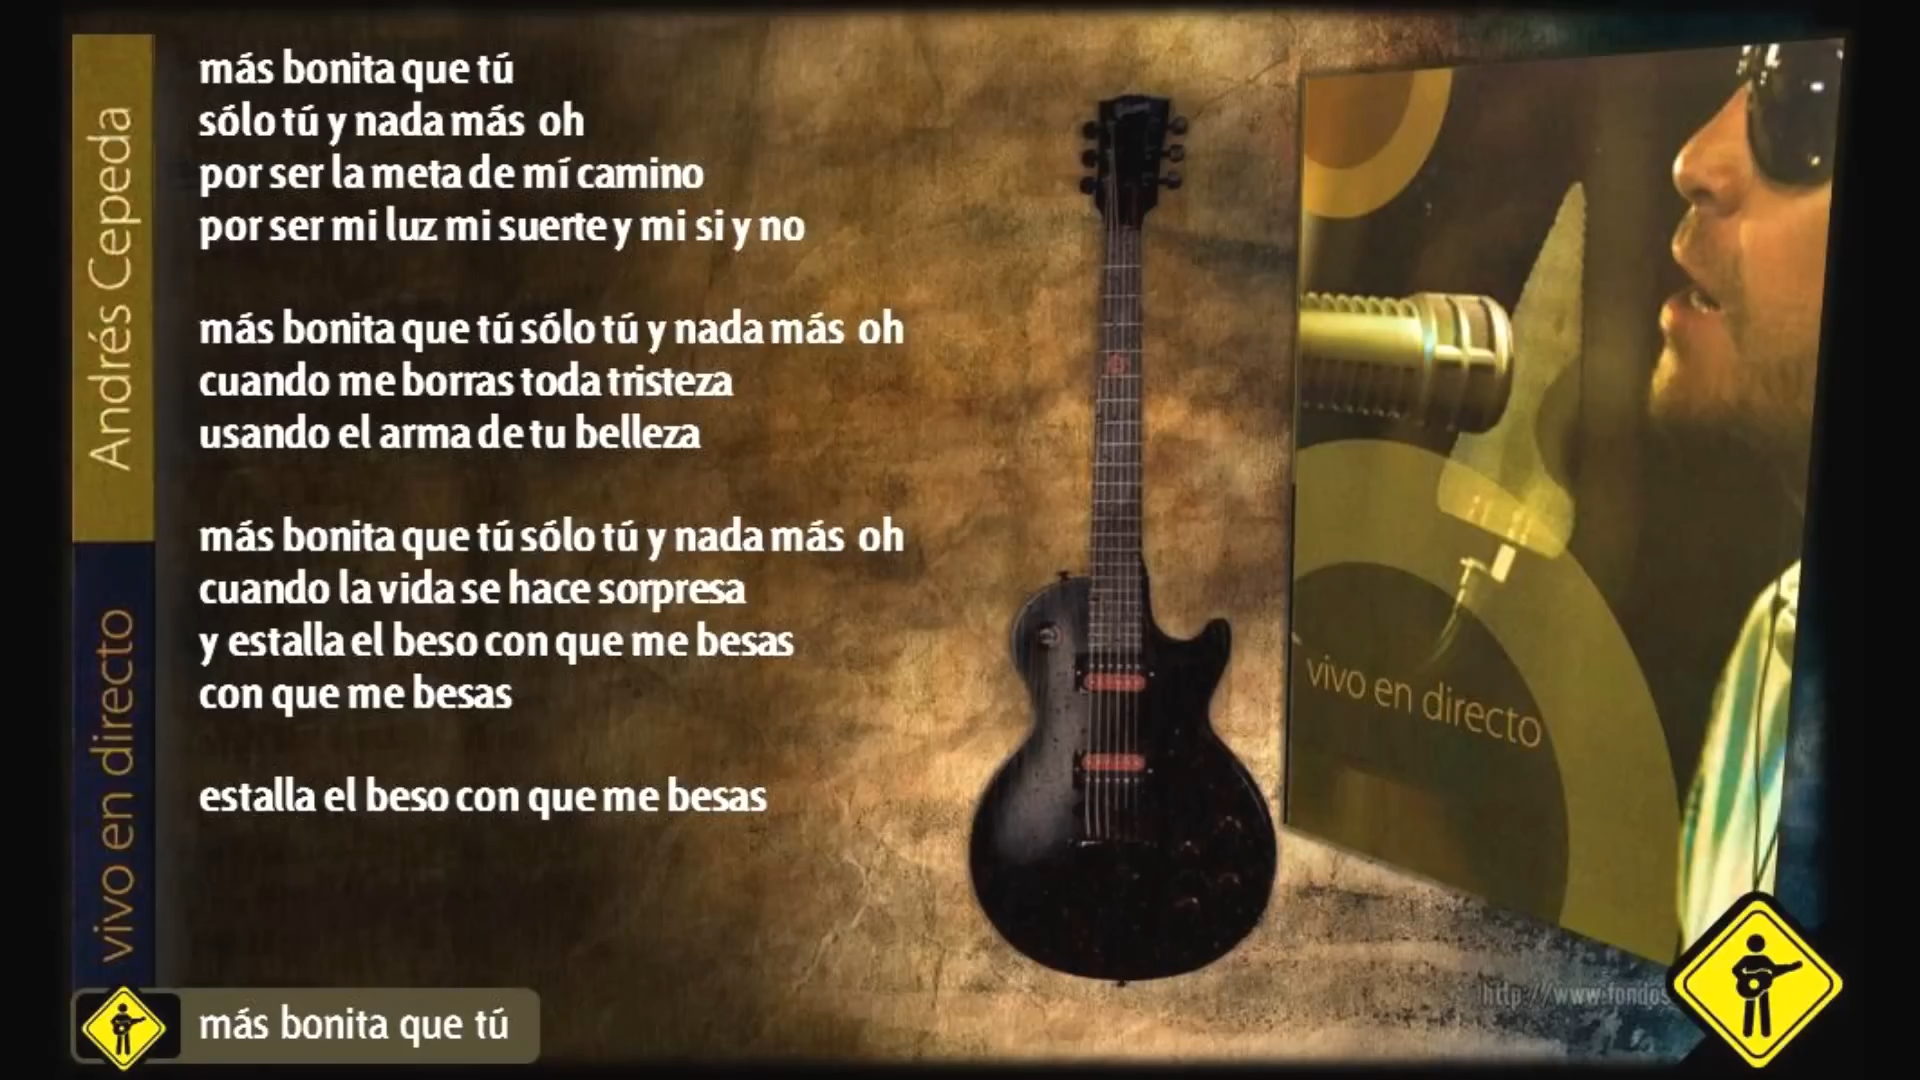 Andrés Cepeda
vivo en directo
más bonita que tú
sólo tú y nada más oh
por ser la meta de mí camino
por ser mi luz mi suerte y mi si y no
más bonita que tú sólo tú y nada más oh
cuando me borras toda tristeza
usando el arma de tu belleza
más bonita que tú sólo tú y nada más oh
cuando la vida se hace sorpresa
y estalla el beso con que me besas
con que me besas
estalla el beso con que me besas
vivo en directo
http://www.fondos
más bonita que tú